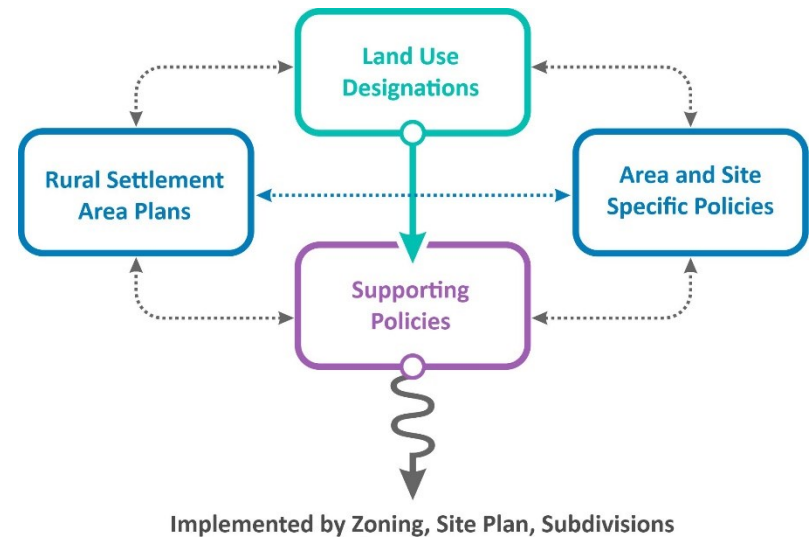 Land Use
Designations
Rural Settlement
Area Plans
Area and Site
Specific Policies
Supporting
Policies
Implemented by Zoning, Site Plan, Subdivisions